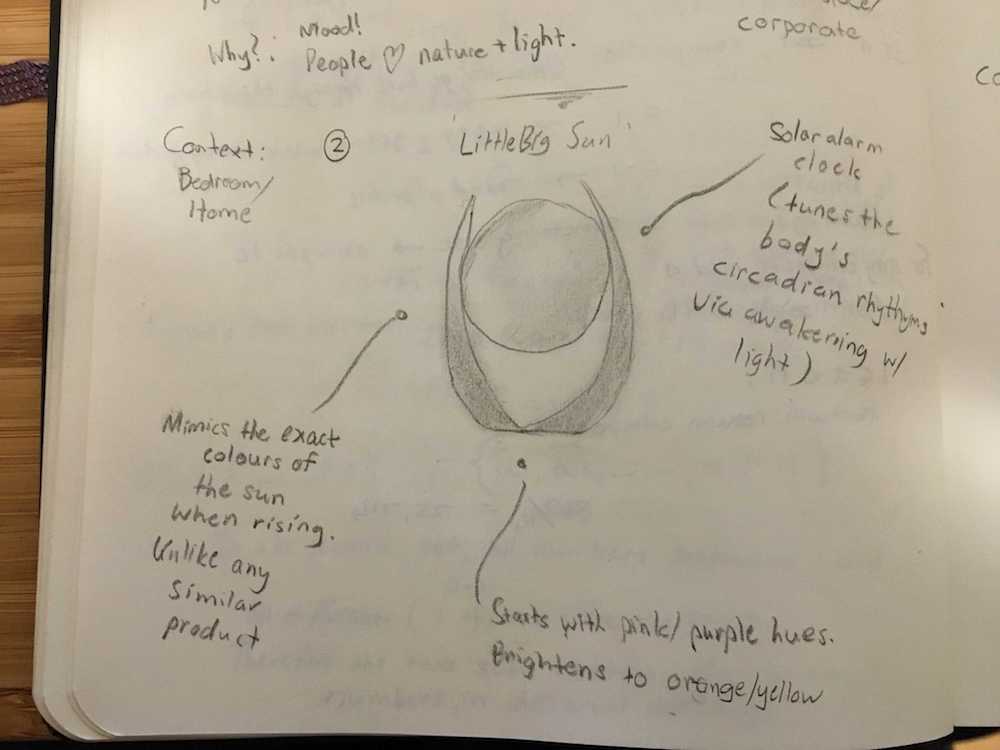 Mood!
Why?: People ♡ nature + light.
corporate
Context:
Bedroom/
Home
②
'LittleBig Sun'
Solar alarm
clock
(tunes the
body's
circadian rhythyms
via awakening w/
light)
Mimics the exact
colours of
the sun
when rising.
Unlike any
similar
product
Starts with pink/purple hues.
Brightens to orange/yellow